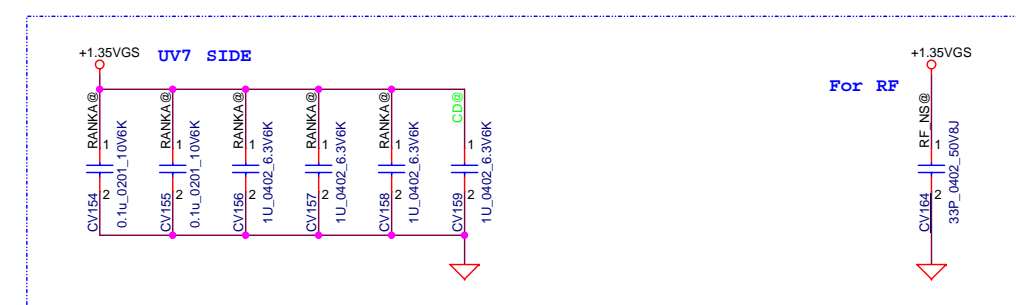 +1.35VGS
UV7 SIDE
RANKA@
1
2
CV154
0.1u_0201_10V6K
RANKA@
1
2
CV155
0.1u_0201_10V6K
RANKA@
1
2
CV156
1U_0402_6.3V6K
RANKA@
1
2
CV157
1U_0402_6.3V6K
RANKA@
1
2
CV158
1U_0402_6.3V6K
CD@
1
2
CV159
1U_0402_6.3V6K
For RF
+1.35VGS
RF_NS@
1
2
CV164
33P_0402_50V8J